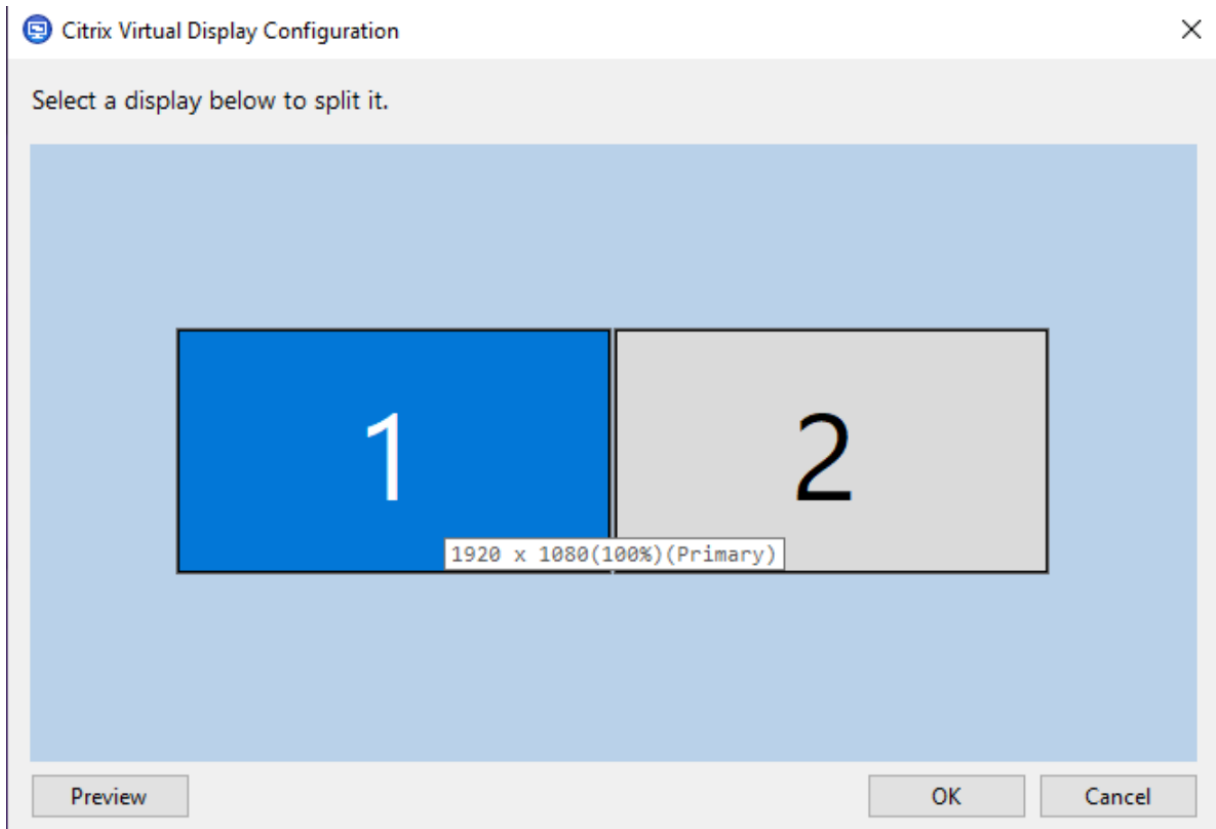 Citrix Virtual Display Configuration
Select a display below to split it.
1
2
1920 x 1080(100%)(Primary)
Preview
OK
Cancel